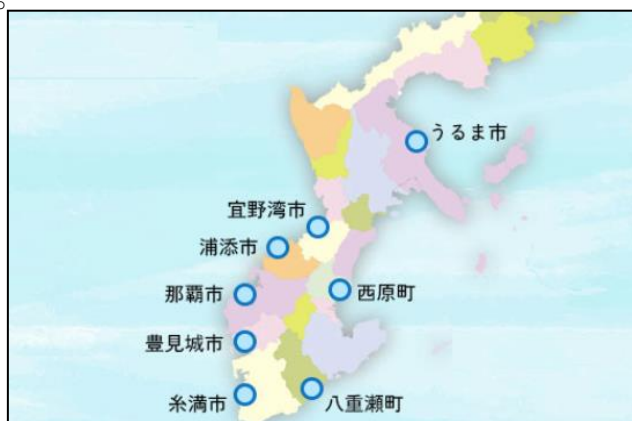 うるま市
宜野湾市
浦添市
那覇市
西原町
豊見城市
糸満市
八重瀬町